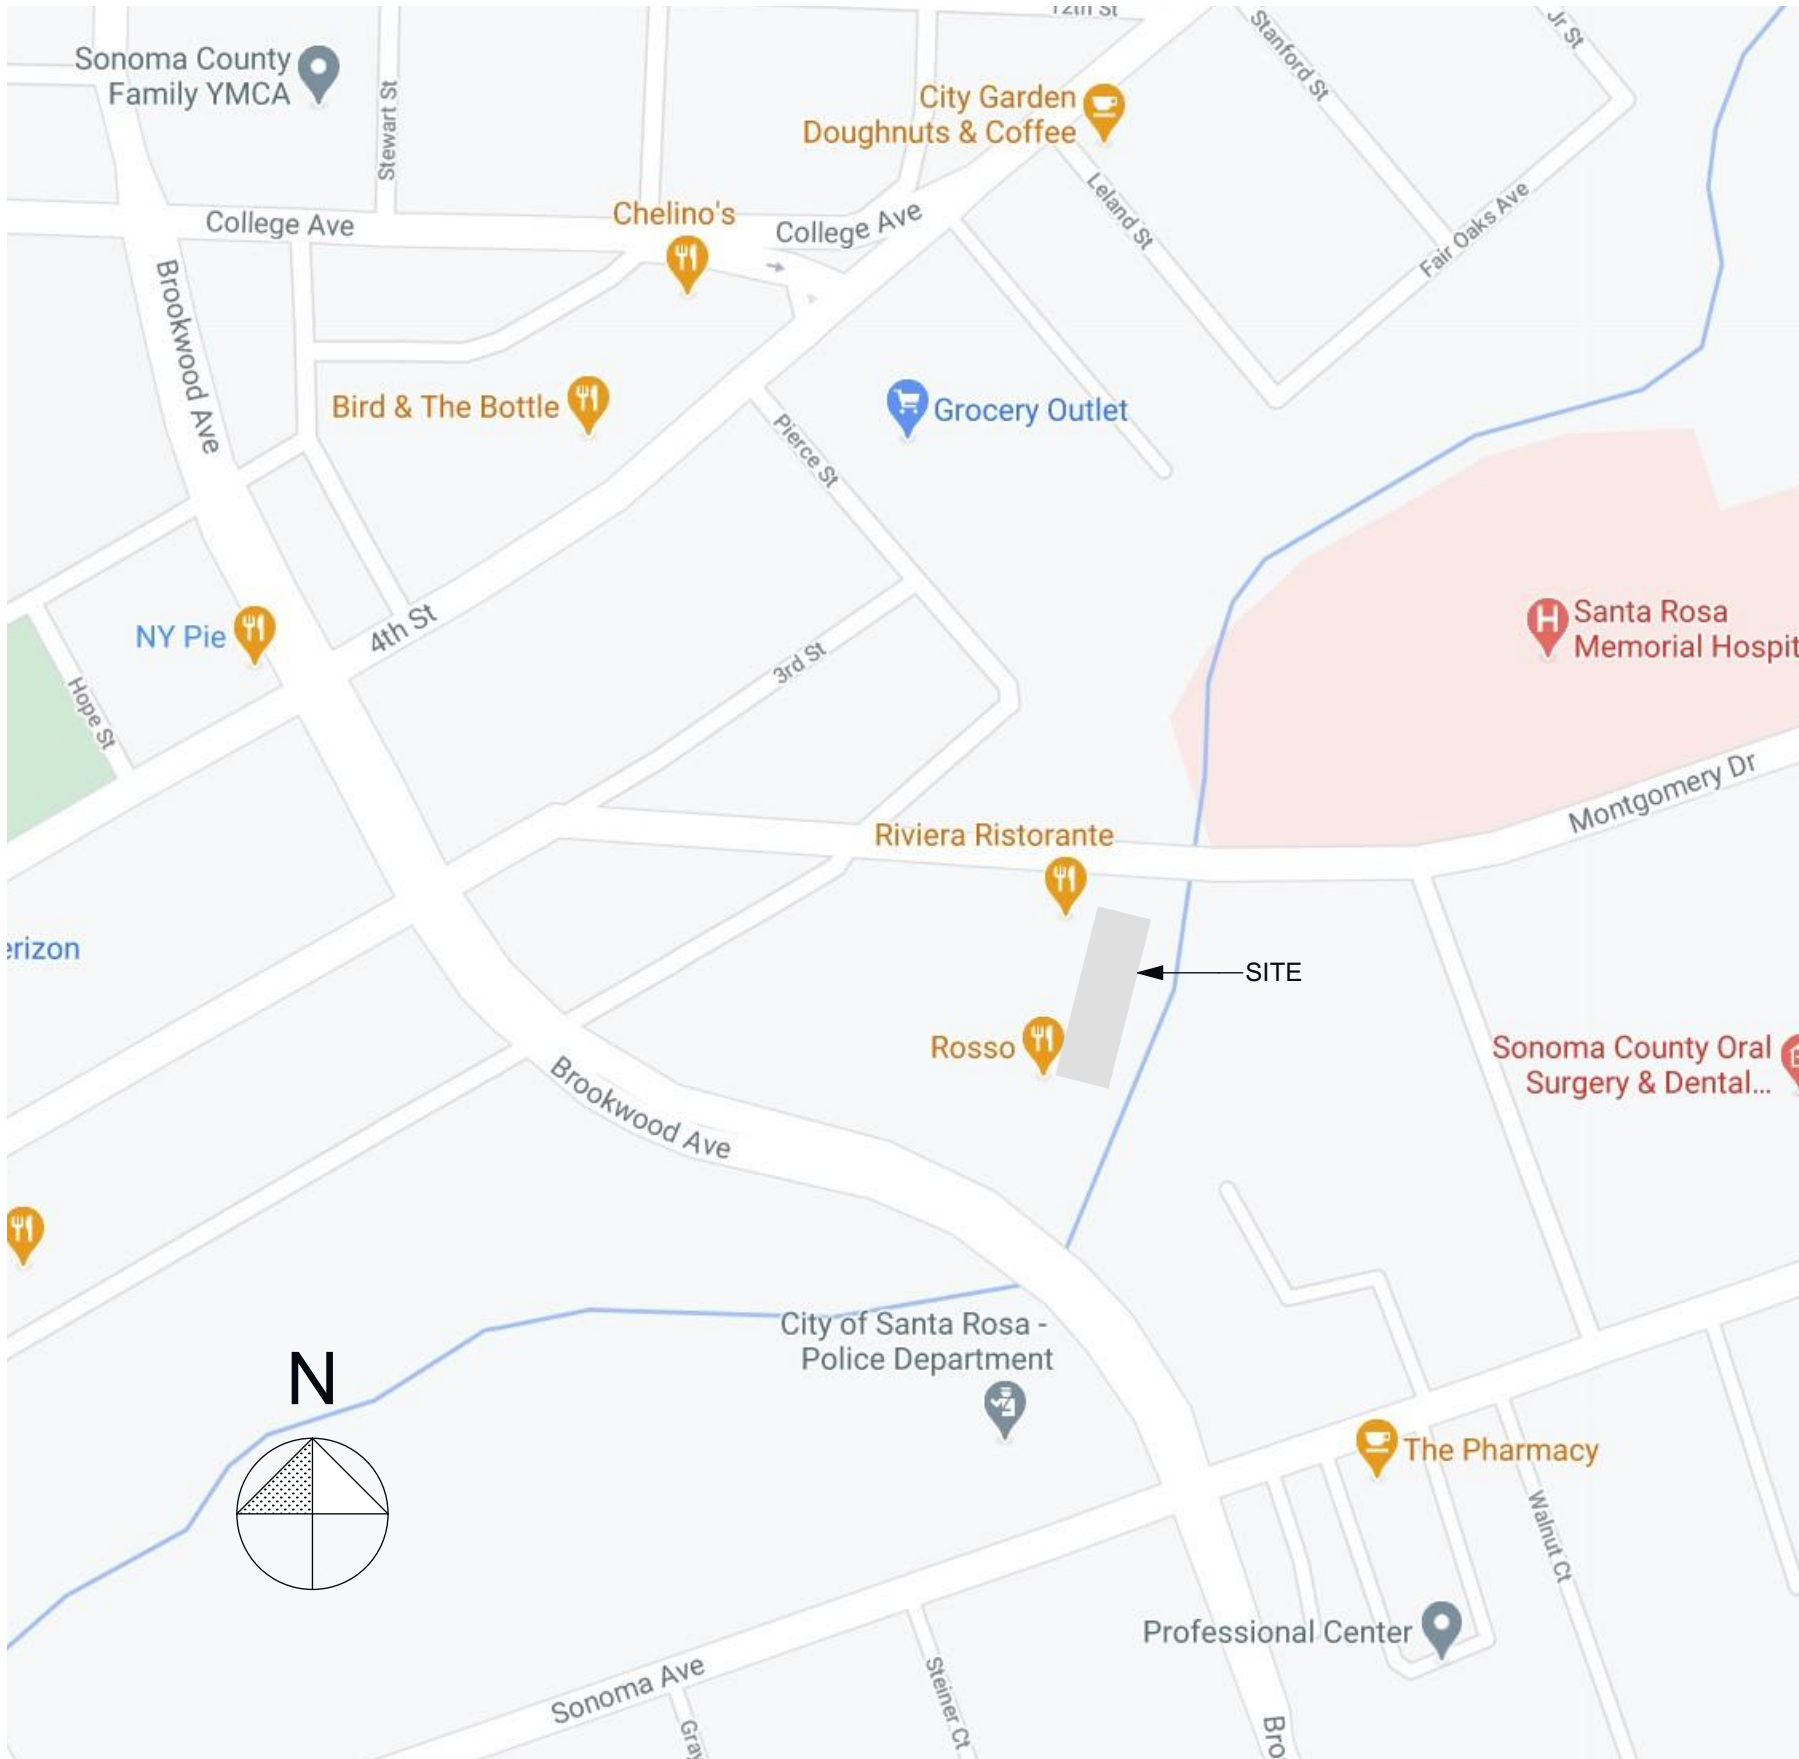 12th St
Sonoma County
Family YMCA
Stewart St
City Garden
Doughnuts & Coffee
Stanford St
Jr St
Leland St
Fair Oaks Ave
College Ave
Chelino's
College Ave
Brookwood Ave
Bird & The Bottle
Grocery Outlet
Pierce St
NY Pie
4th St
3rd St
Hope St
H
Santa Rosa
Memorial Hospit
Montgomery Dr
Riviera Ristorante
erizon
SITE
Rosso
Sonoma County Oral
Surgery & Dental...
Brookwood Ave
City of Santa Rosa -
Police Department
N
The Pharmacy
Walnut Ct
Professional Center
Sonoma Ave
Steiner Ct
Gray
Bro